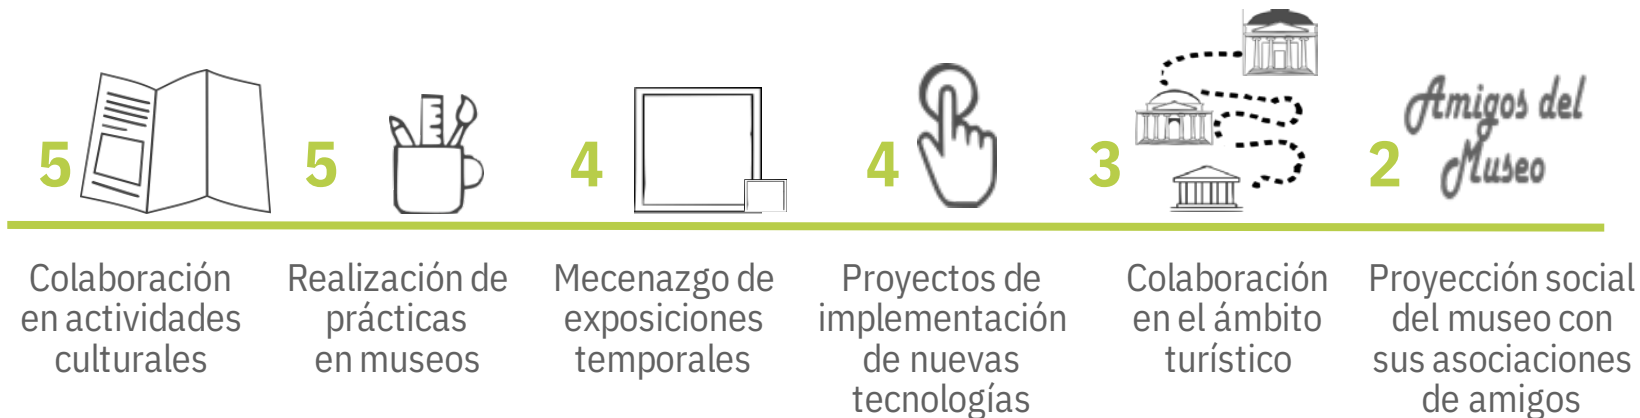 5
5
4
4
3
2
Amigos del
Museo
Colaboración
en actividades
culturales
Realización de
prácticas
en museos
Mecenazgo de
exposiciones
temporales
Proyectos de
implementación
de nuevas
tecnologías
Colaboración
en el ámbito
turístico
Proyección social
del museo con
sus asociaciones
de amigos